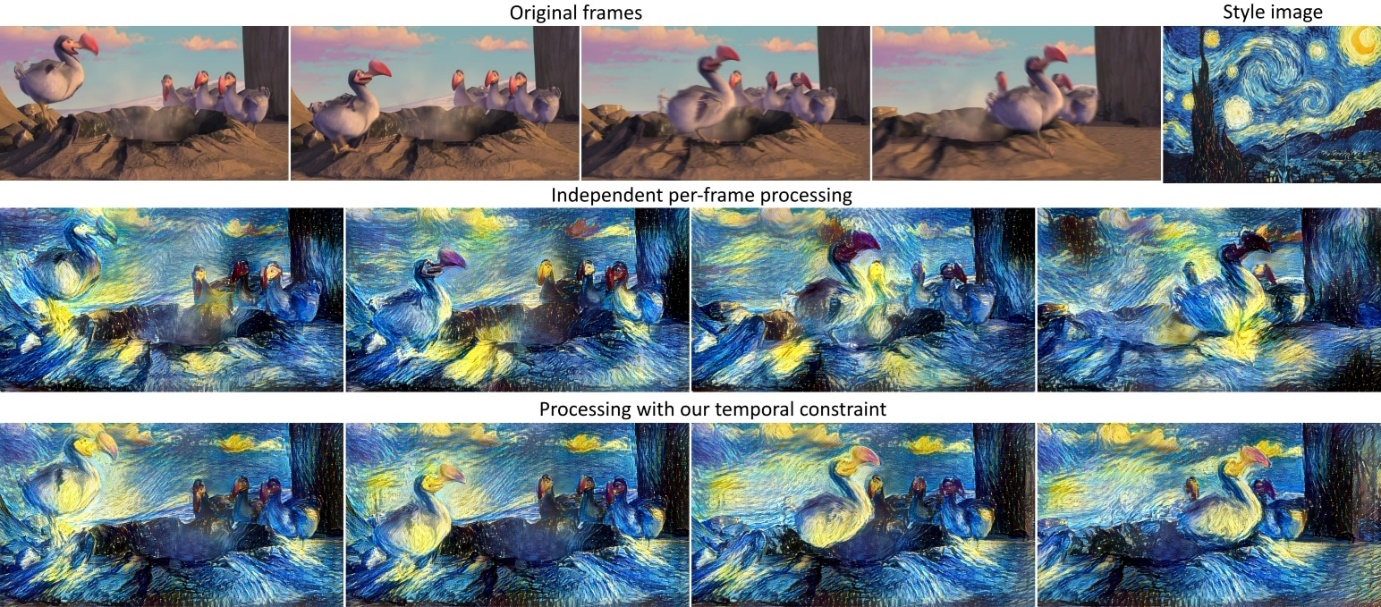 Original frames
Style image
Independent per-frame processing
Processing with our temporal constraint